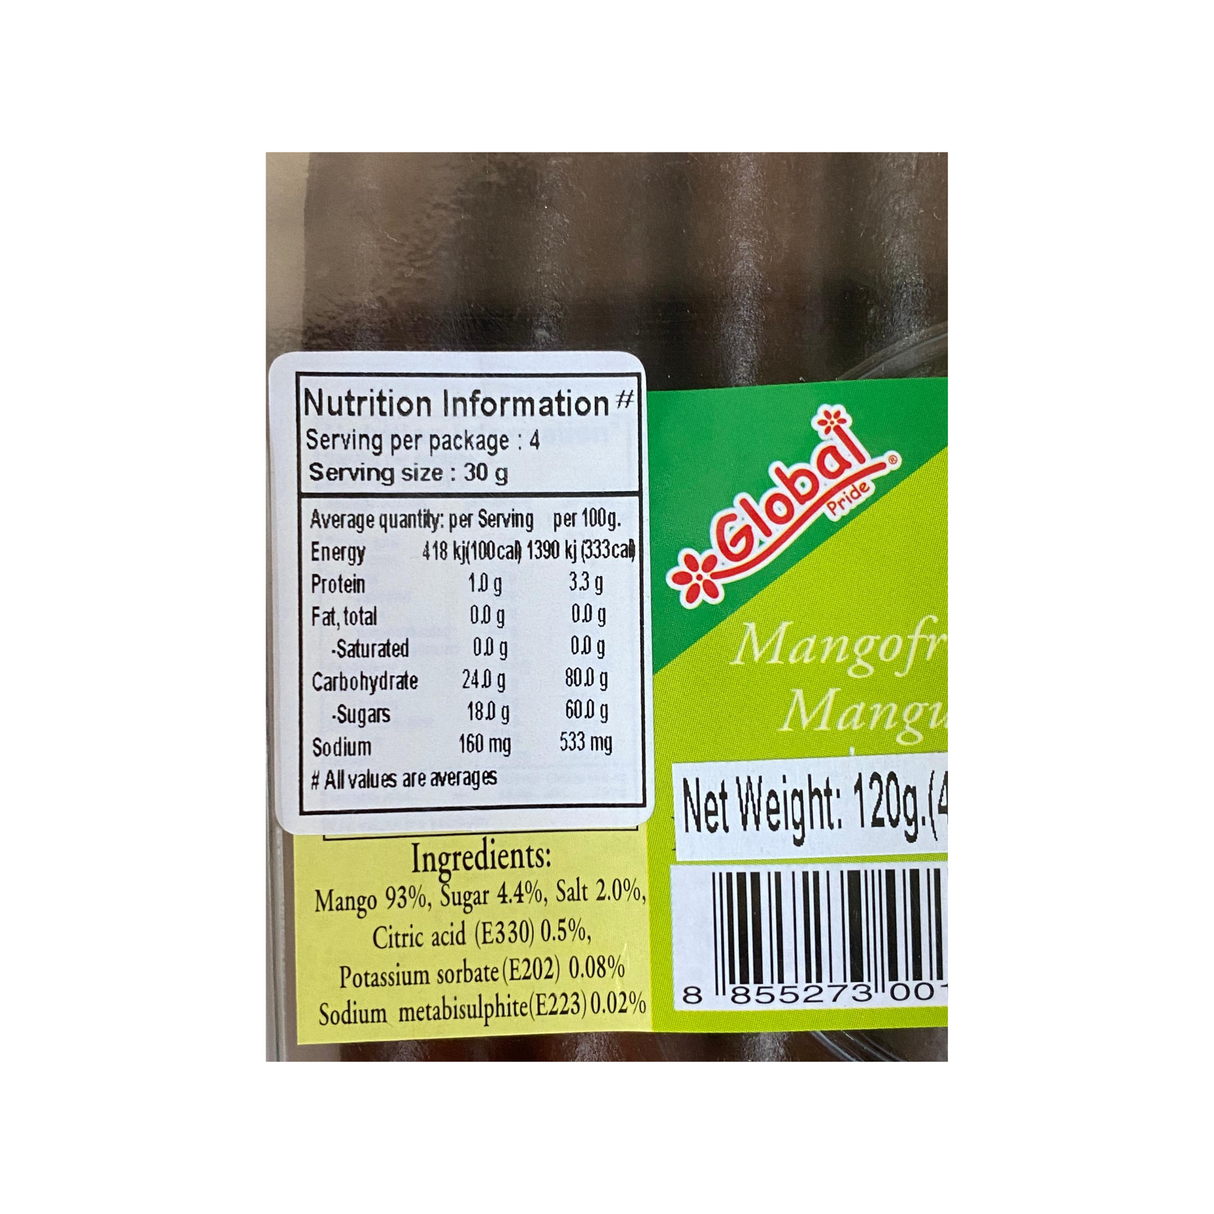 Nutrition Information #
Serving per package : 4
Serving size : 30 g
Average quantity: per Serving per 100g.
Energy 418 kj(100cal) 1390 kj (333cal)
Protein 1.0 g 3.3 g
Fat, total 0.0 g 0.0 g
-Saturated 0.0 g 0.0 g
Carbohydrate 24.0 g 80.0 g
-Sugars 18.0 g 60.0 g
Sodium 160 mg 533 mg
# All values are averages
Ingredients:
Mango 93%, Sugar 4.4%, Salt 2.0%,
Citric acid (E330) 0.5%,
Potassium sorbate (E202) 0.08%
Sodium metabisulphite(E223) 0.02%
Global®
Pride
Mangofr
Mangu
Net Weight: 120g.(4
8 855273 00